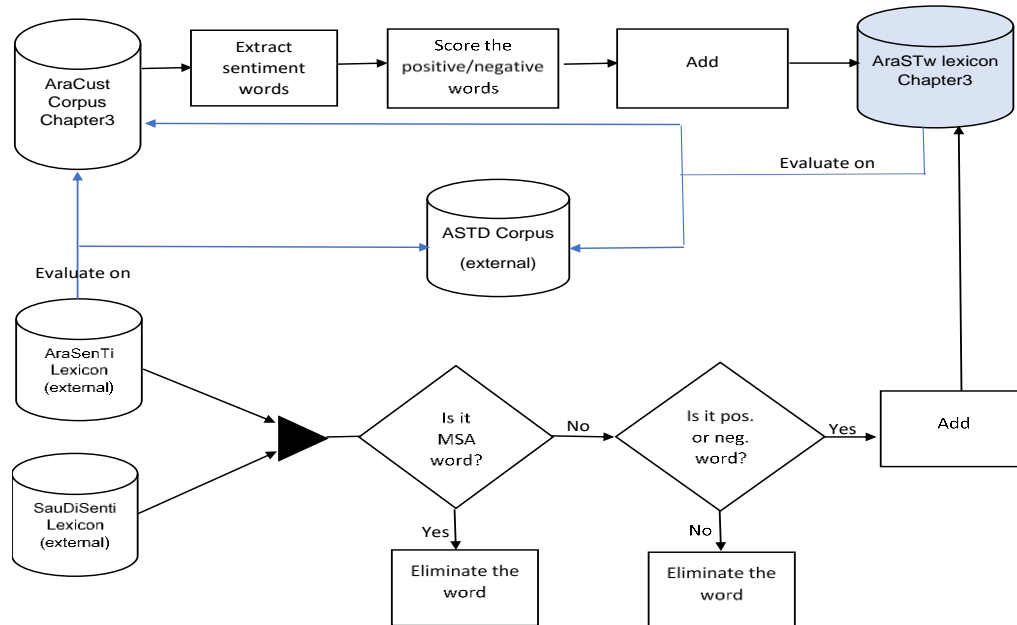 AraCust
Corpus
Chapter3
Extract
sentiment
words
Score the
positive/negative
words
Add
AraSTw lexicon
Chapter3
Evaluate on
ASTD Corpus
(external)
Evaluate on
AraSenTi
Lexicon
(external)
SauDiSenti
Lexicon
(external)
Is it
MSA
word?
No
Is it pos.
or neg.
word?
Yes
Add
Yes
Eliminate the
word
No
Eliminate the
word